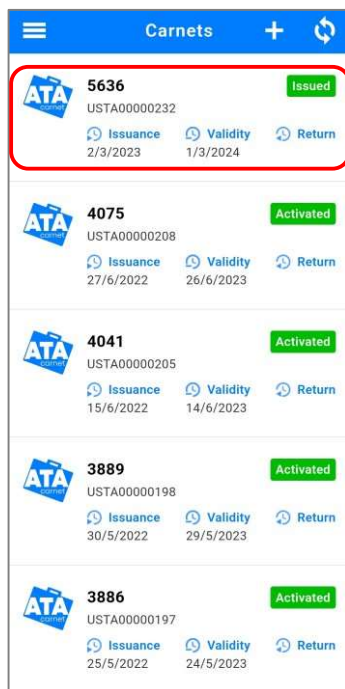 Carnets
ATA carnet
5636 Issued
USTA00000232
Issuance Validity Return
2/3/2023 1/3/2024
ATA carnet
4075 Activated
USTA00000208
Issuance Validity Return
27/6/2022 26/6/2023
ATA carnet
4041 Activated
USTA00000205
Issuance Validity Return
15/6/2022 14/6/2023
ATA carnet
3889 Activated
USTA00000198
Issuance Validity Return
30/5/2022 29/5/2023
ATA carnet
3886 Activated
USTA00000197
Issuance Validity Return
25/5/2022 24/5/2023